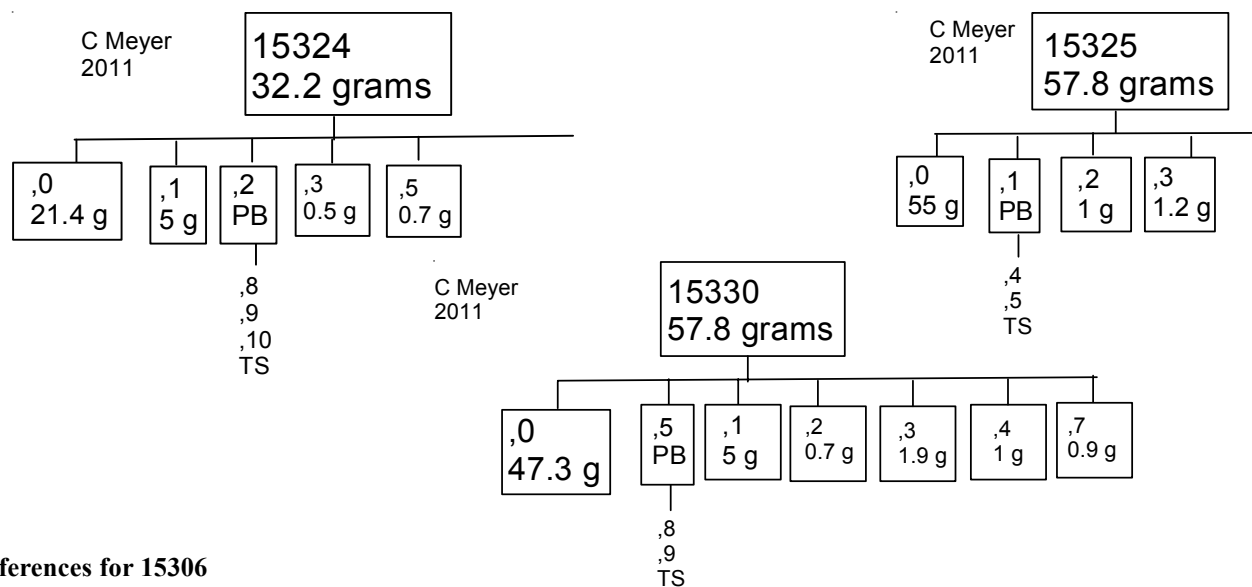 C Meyer
2011
15324
32.2 grams
,0
21.4 g
,1
5 g
,2
PB
,3
0.5 g
,5
0.7 g
,8
,9
,10
TS
C Meyer
2011
15325
57.8 grams
,0
55 g
,1
PB
,2
1 g
,3
1.2 g
,4
,5
TS
C Meyer
2011
15330
57.8 grams
,0
47.3 g
,5
PB
,1
5 g
,2
0.7 g
,3
1.9 g
,4
1 g
,7
0.9 g
,8
,9
TS
ferences for 15306